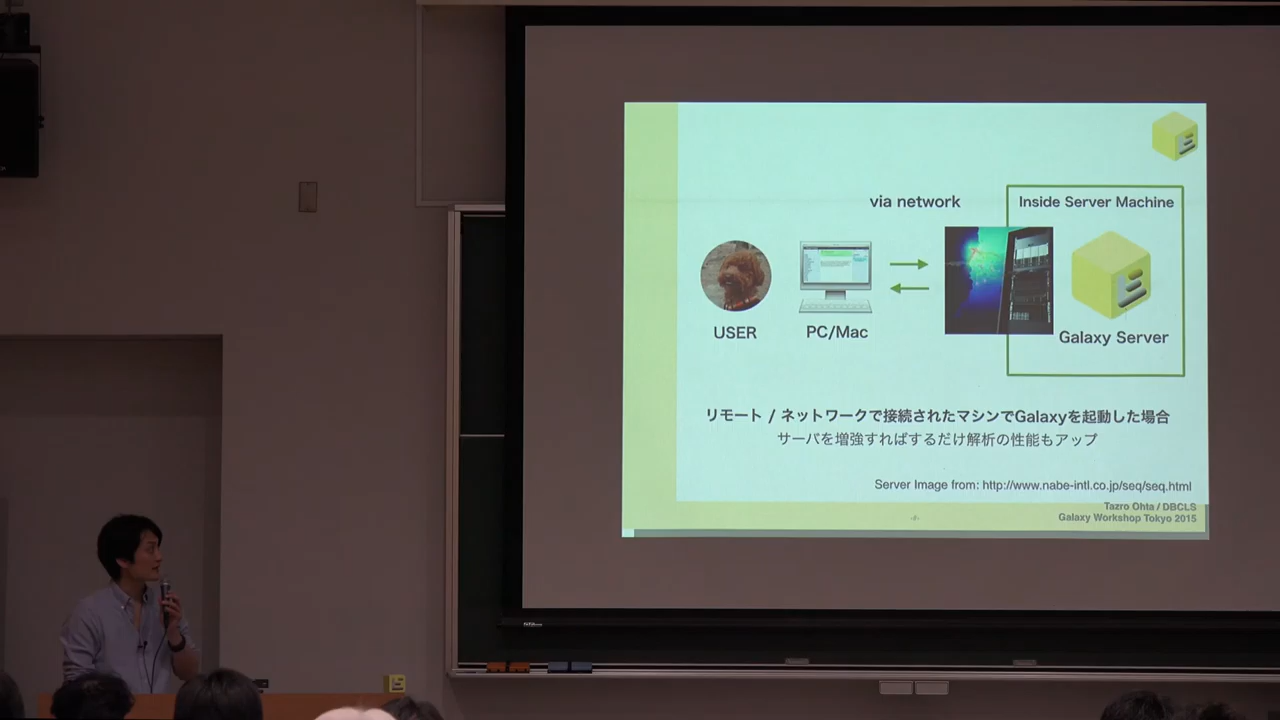 via network
Inside Server Machine
USER
PC/Mac
Galaxy Server
リモート / ネットワークで接続されたマシンでGalaxyを起動した場合
サーバを増強すればするだけ解析の性能もアップ
Server Image from: http://www.nabe-intl.co.jp/seq/seq.html
Tazro Ohta / DBCLS
Galaxy Workshop Tokyo 2015